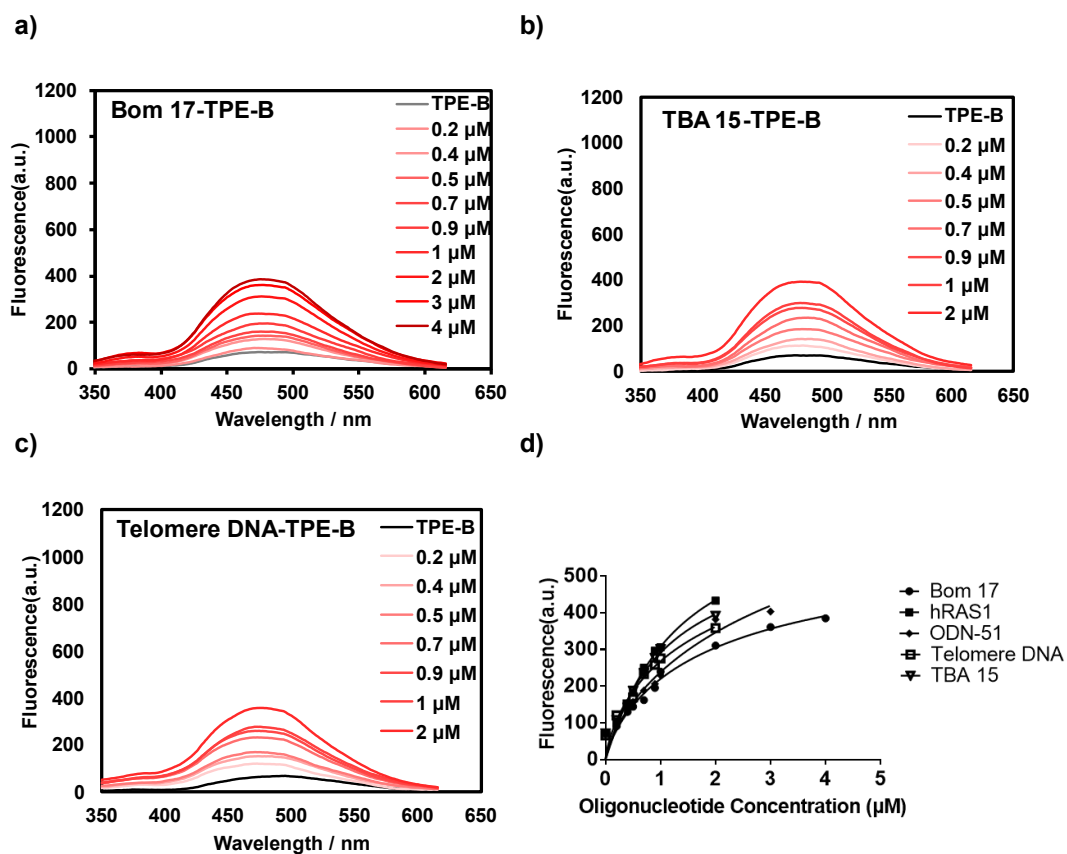 a)
Bom 17-TPE-B
1200
1000
800
600
400
200
0
Fluorescence(a.u.)
350 400 450 500 550 600 650
Wavelength / nm
TPE-B
0.2 µM
0.4 µM
0.5 µM
0.7 µM
0.9 µM
1 µM
2 µM
3 µM
4 µM
b)
TBA 15-TPE-B
1200
1000
800
600
400
200
0
Fluorescence(a.u.)
350 400 450 500 550 600 650
Wavelength / nm
TPE-B
0.2 µM
0.4 µM
0.5 µM
0.7 µM
0.9 µM
1 µM
2 µM
c)
Telomere DNA-TPE-B
1200
1000
800
600
400
200
0
Fluorescence(a.u.)
350 400 450 500 550 600 650
Wavelength / nm
TPE-B
0.2 µM
0.4 µM
0.5 µM
0.7 µM
0.9 µM
1 µM
2 µM
d)
500
400
300
200
100
0
Fluorescence(a.u.)
0 1 2 3 4 5
Oligonucleotide Concentration (µM)
Bom 17
hRAS1
ODN-51
Telomere DNA
TBA 15